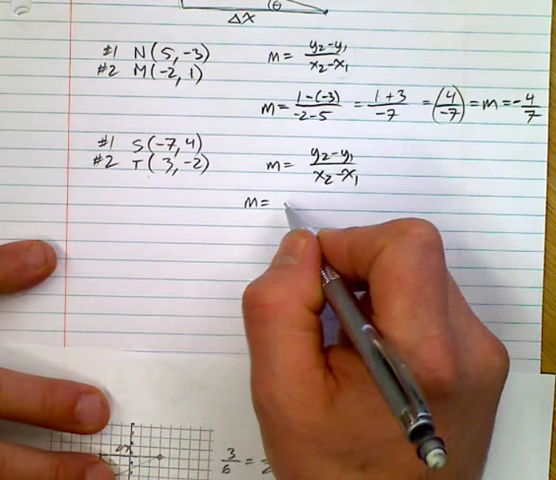 θ
Δx
#1 N(5, -3) m = y₂-y₁/x₂-x₁
#2 M(-2, 1)
m = 1-(-3)/-2-5 = 1+3/-7 = (4/-7) = m = -4/7
#1 S(-7, 4)
#2 T(3, -2) m = y₂-y₁/x₂-x₁
m =
3/6 =